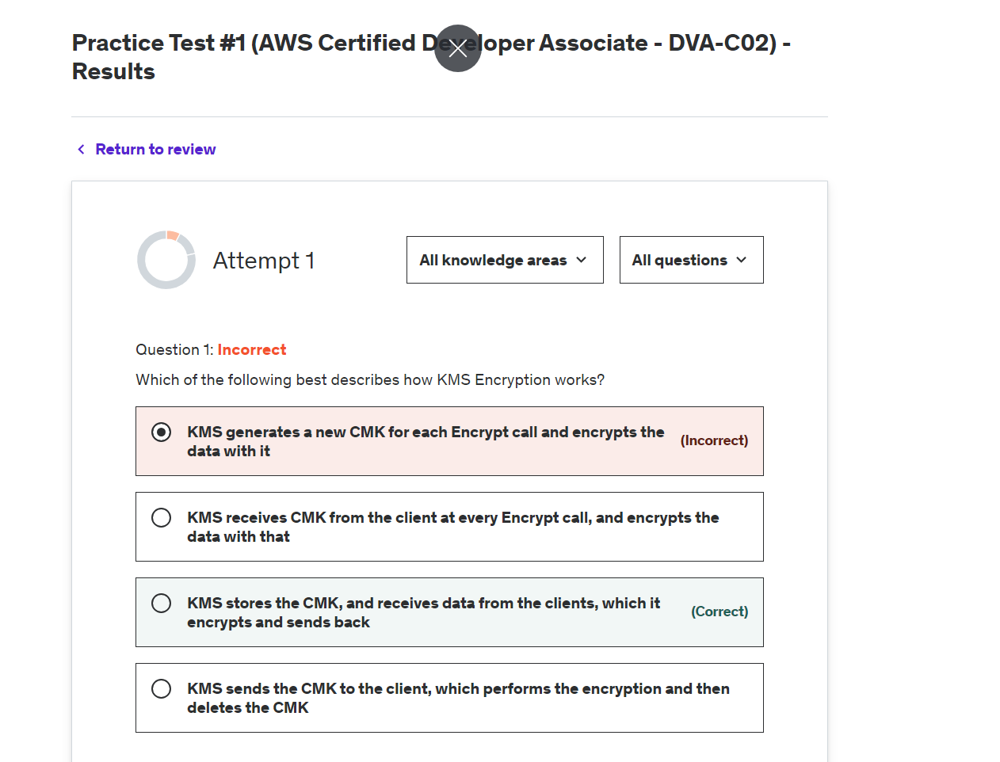 Practice Test #1 (AWS Certified Developer Associate - DVA-C02) -
Results
Return to review
Attempt 1
All knowledge areas
All questions
Question 1: Incorrect
Which of the following best describes how KMS Encryption works?
KMS generates a new CMK for each Encrypt call and encrypts the
data with it
(Incorrect)
KMS receives CMK from the client at every Encrypt call, and encrypts the
data with that
KMS stores the CMK, and receives data from the clients, which it
encrypts and sends back
(Correct)
KMS sends the CMK to the client, which performs the encryption and then
deletes the CMK